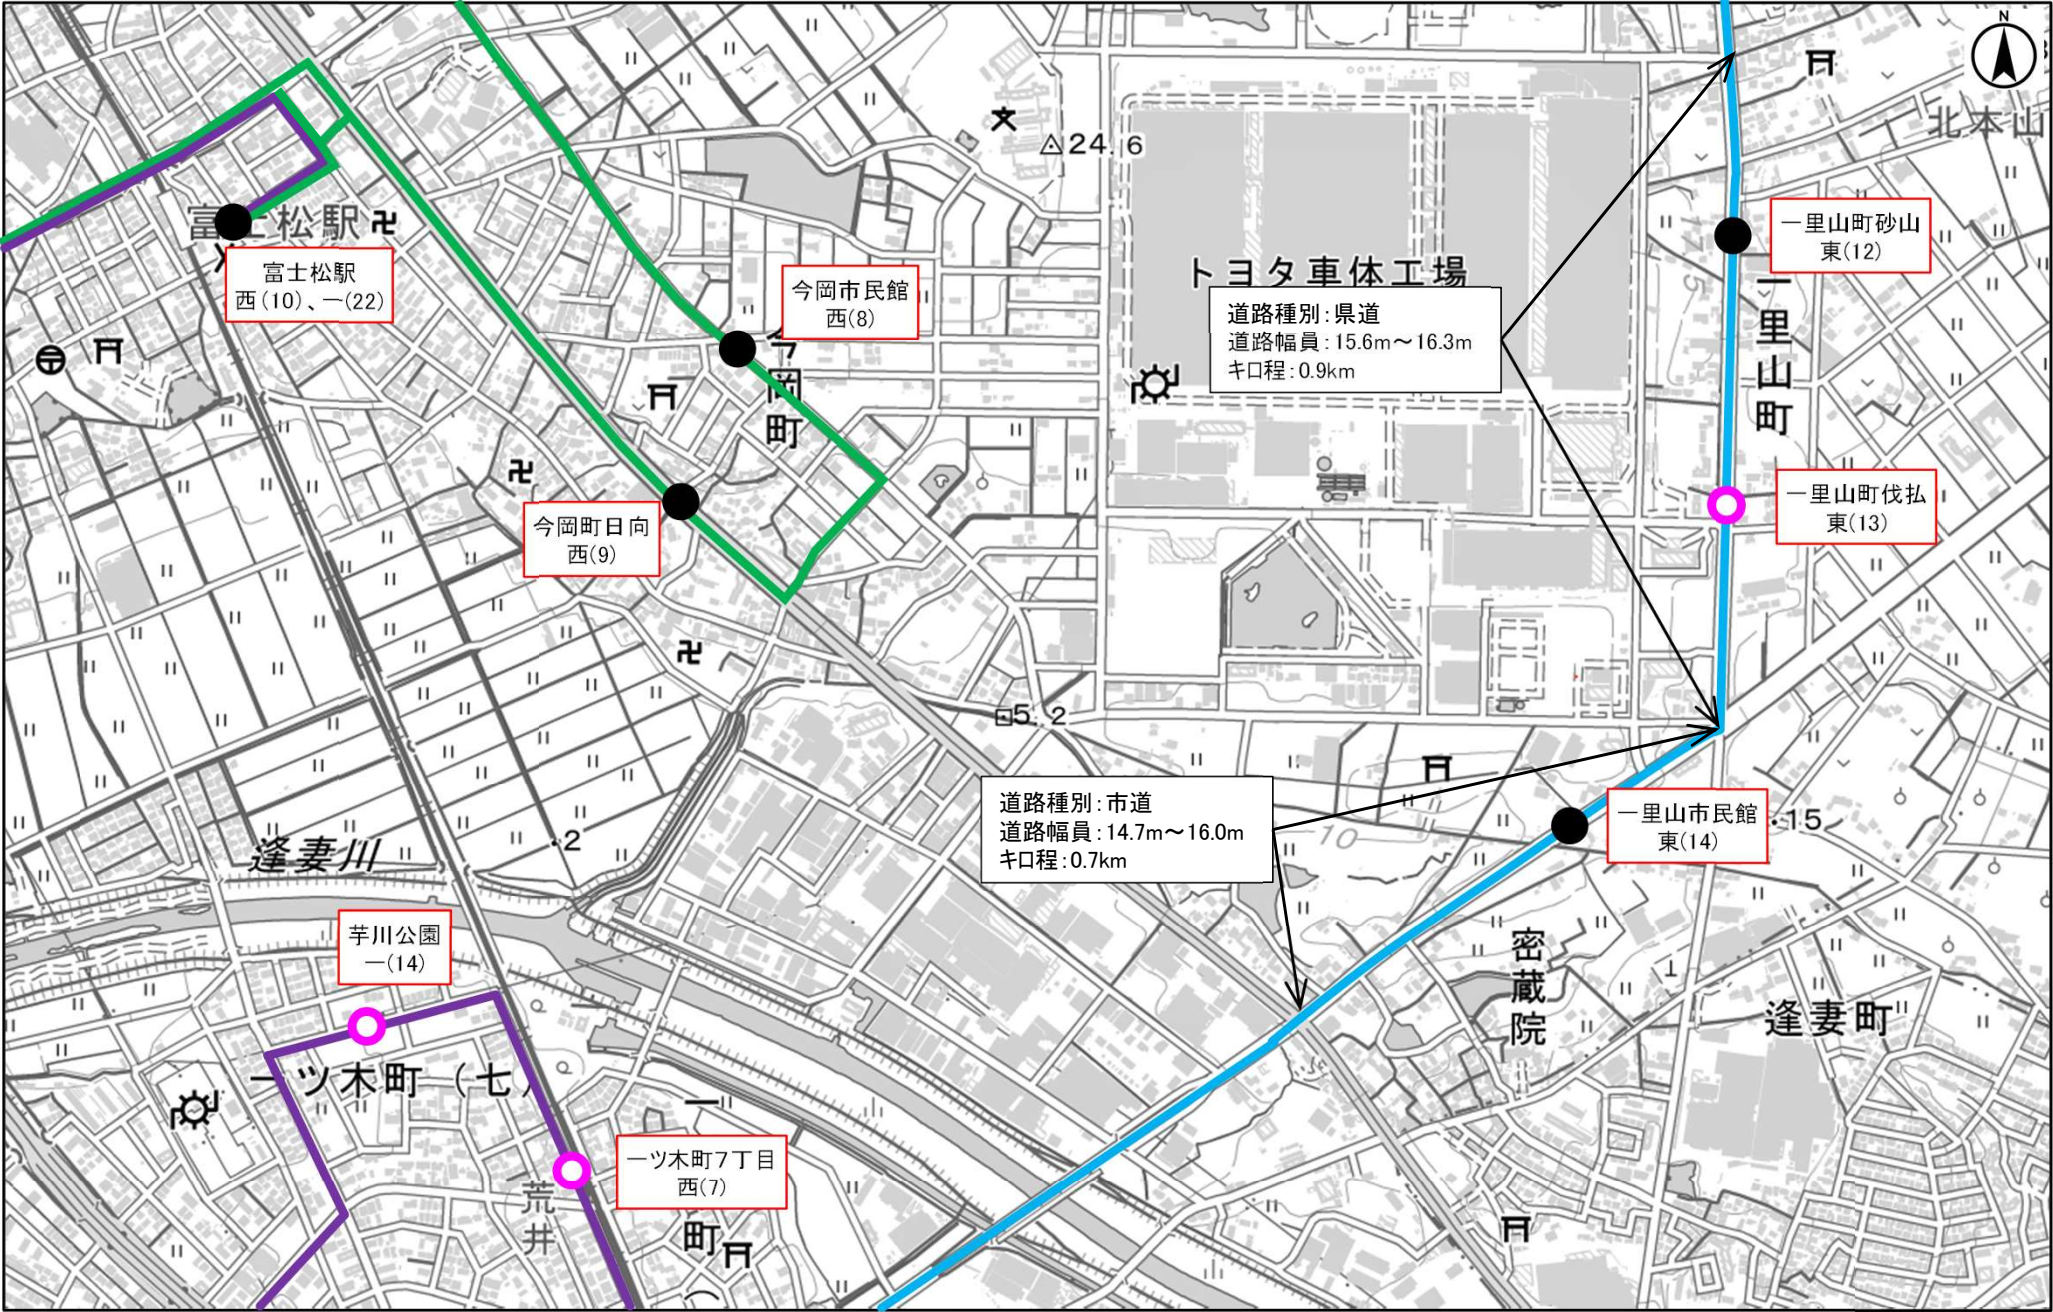 N
北本山
24.6
一里山町砂山
東(12)
富士松駅
富士松駅
西(10)、一(22)
今岡市民館
西(8)
トヨタ車体工場
道路種別：県道
道路幅員：15.6m～16.3m
キロ程：0.9km
一里山町
今岡町
17.5
一里山町伐払
東(13)
今岡町日向
西(9)
5.2
道路種別：市道
道路幅員：14.7m～16.0m
キロ程：0.7km
10
一里山市民館
東(14)
15
逢妻川
2
芋川公園
一(14)
密蔵院
逢妻町
一ツ木町（七）
一ツ木町7丁目
西(7)
荒井
町（